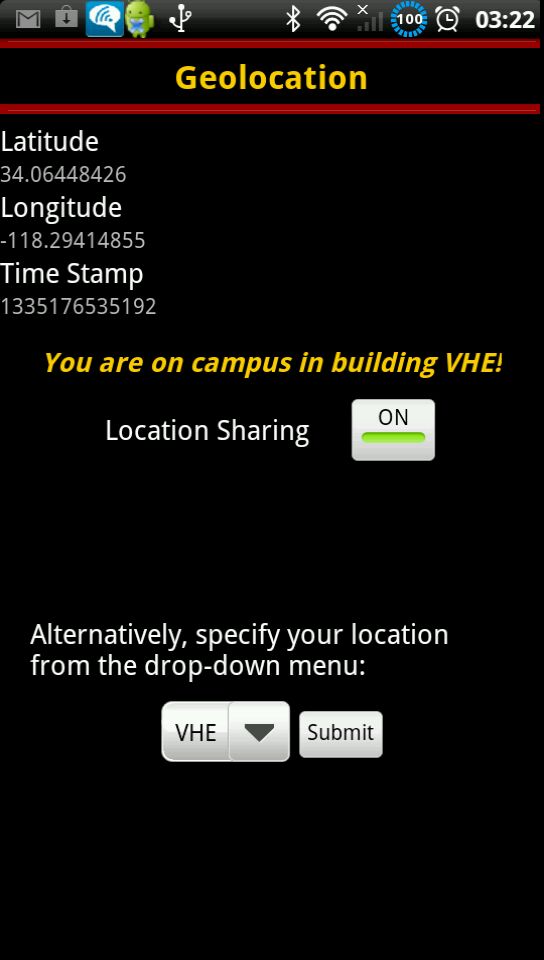 100 03:22
Geolocation
Latitude
34.06448426
Longitude
-118.29414855
Time Stamp
1335176535192
You are on campus in building VHE!
Location Sharing ON
Alternatively, specify your location
from the drop-down menu:
VHE Submit